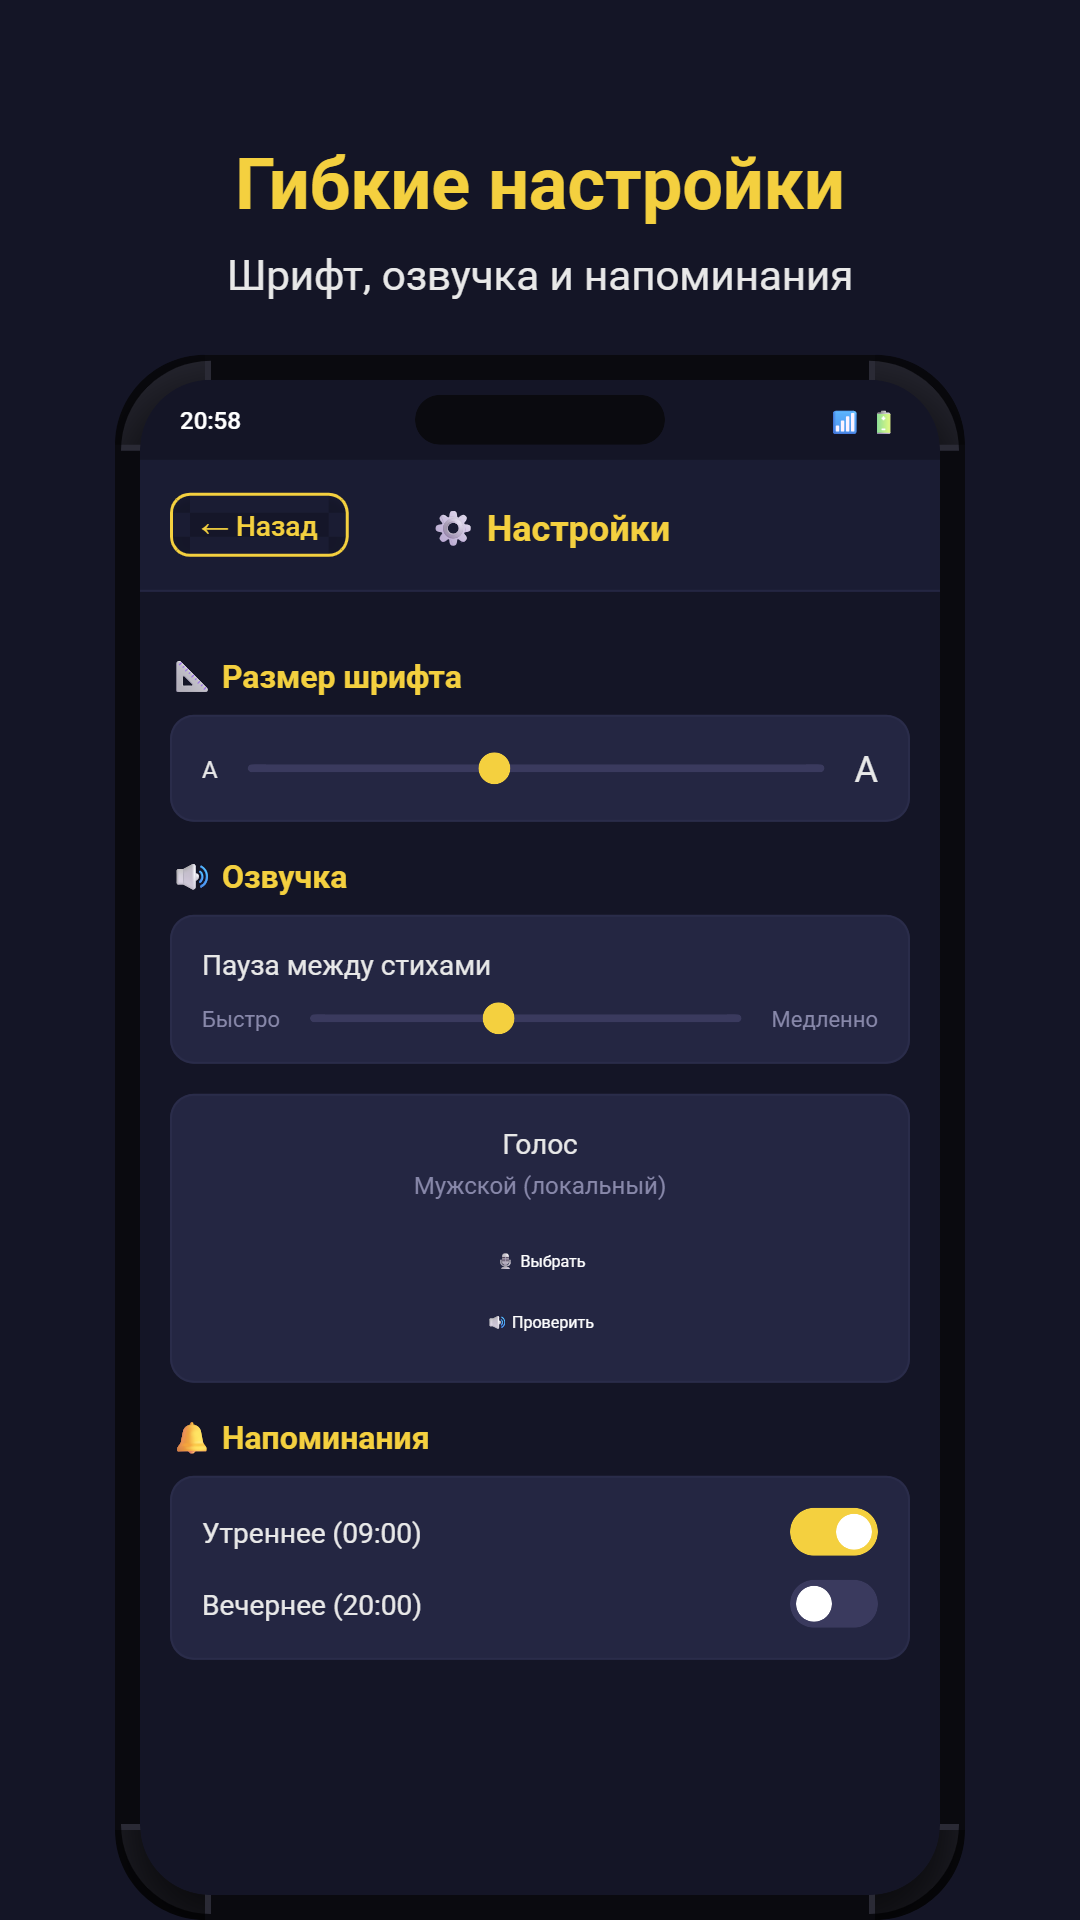 Гибкие настройки
Шрифт, озвучка и напоминания
20:58
← Назад
Настройки
Размер шрифта
A A
Озвучка
Пауза между стихами
Быстро Медленно
Голос
Мужской (локальный)
Выбрать
Проверить
Напоминания
Утреннее (09:00)
Вечернее (20:00)